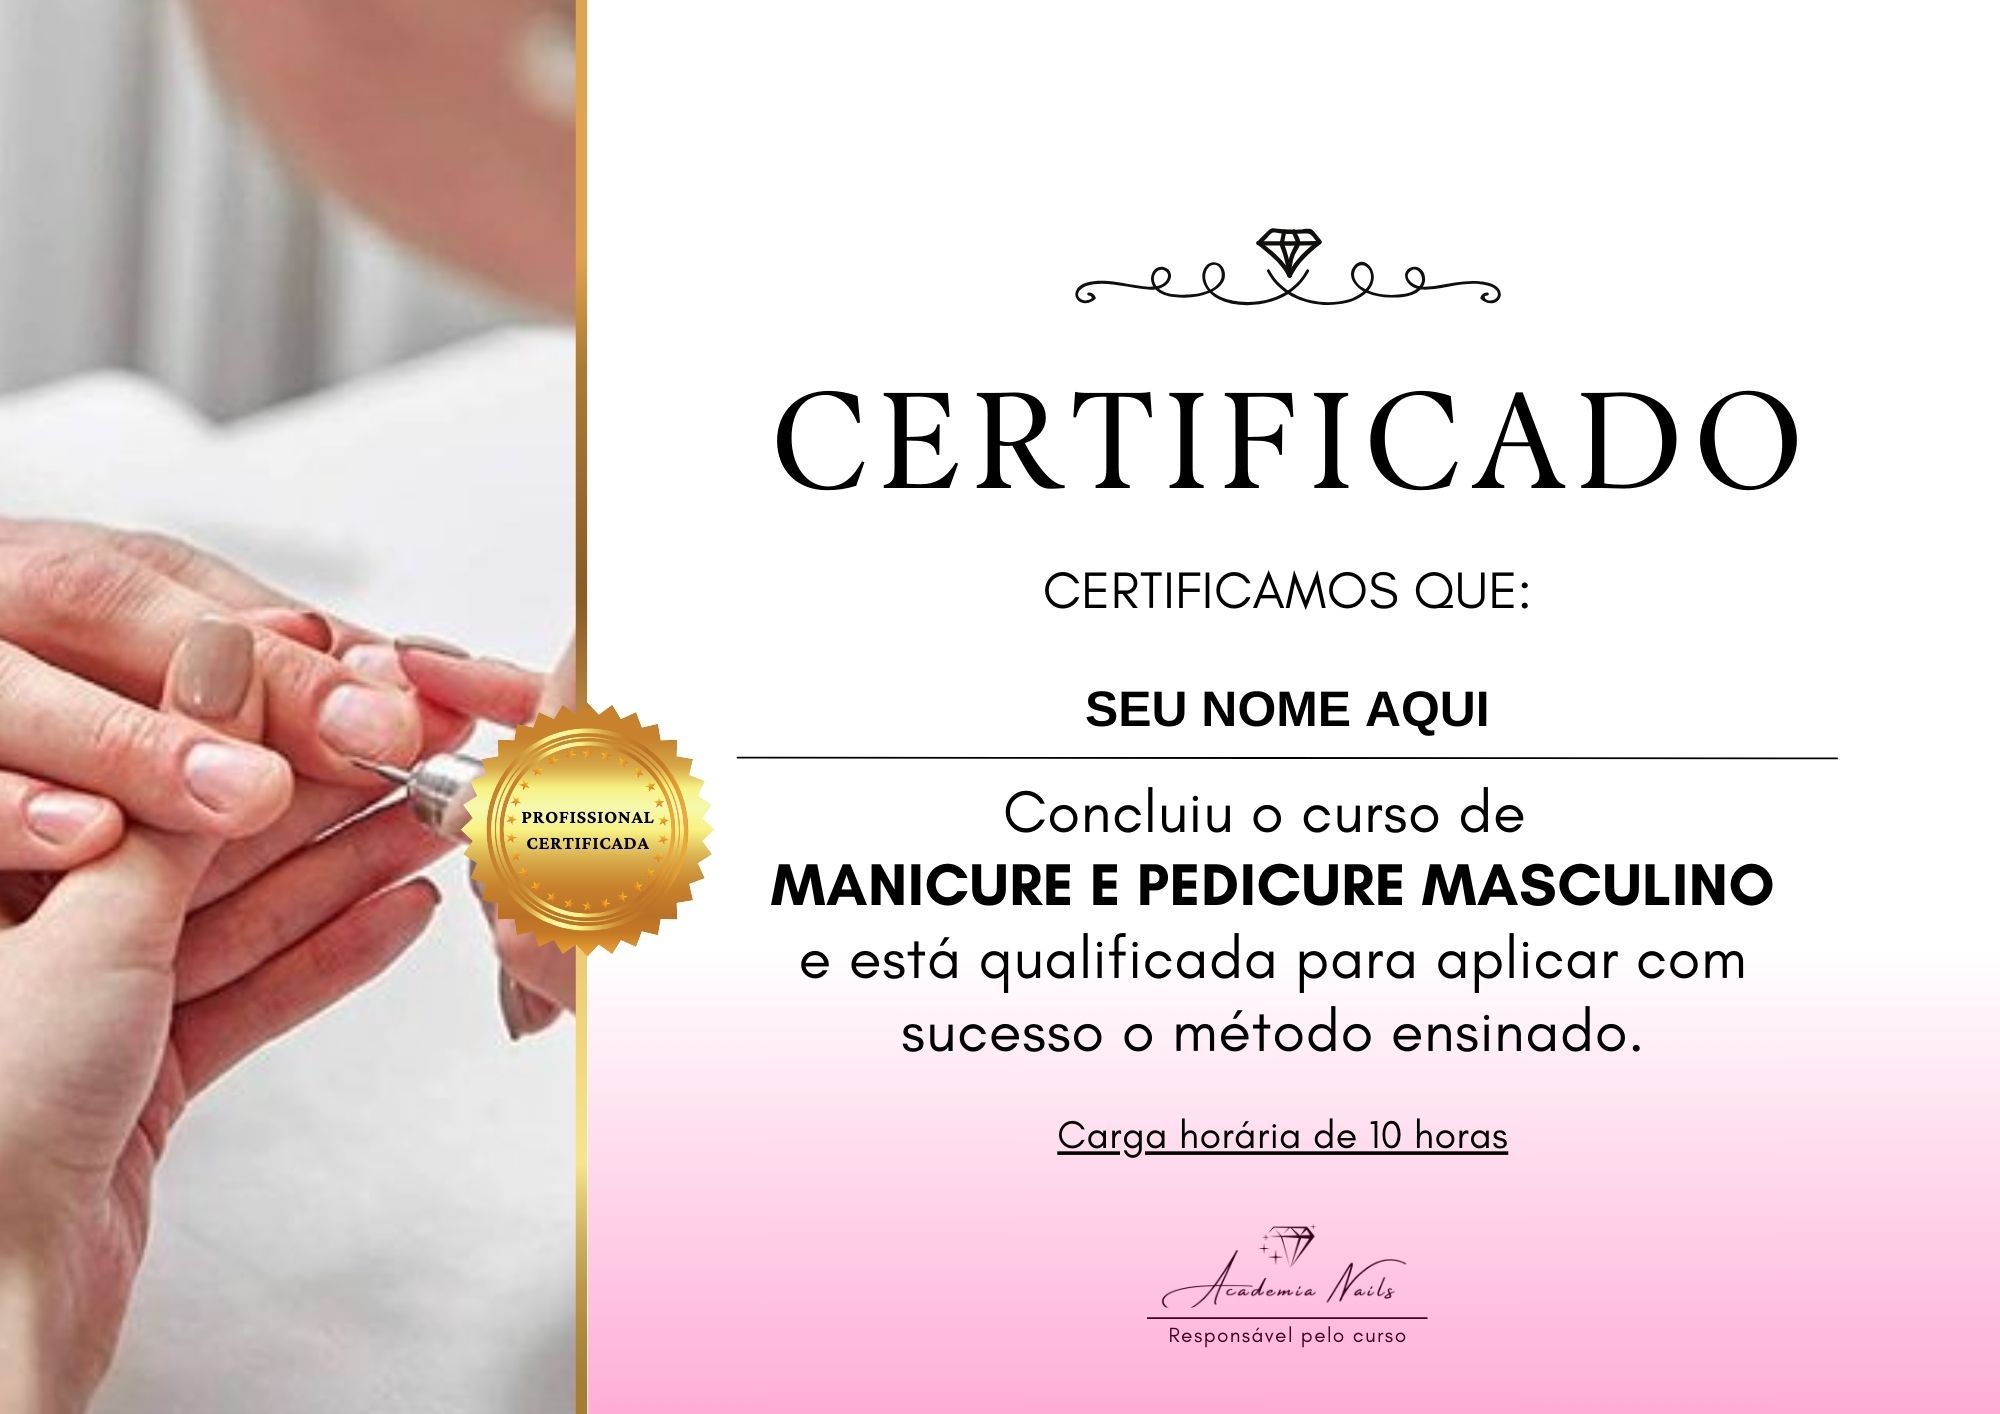 CERTIFICADO
CERTIFICAMOS QUE:
SEU NOME AQUI
PROFISSIONAL
CERTIFICADA
Concluiu o curso de
MANICURE E PEDICURE MASCULINO
e está qualificada para aplicar com
sucesso o método ensinado.
Carga horária de 10 horas
Academia Nails
Responsável pelo curso